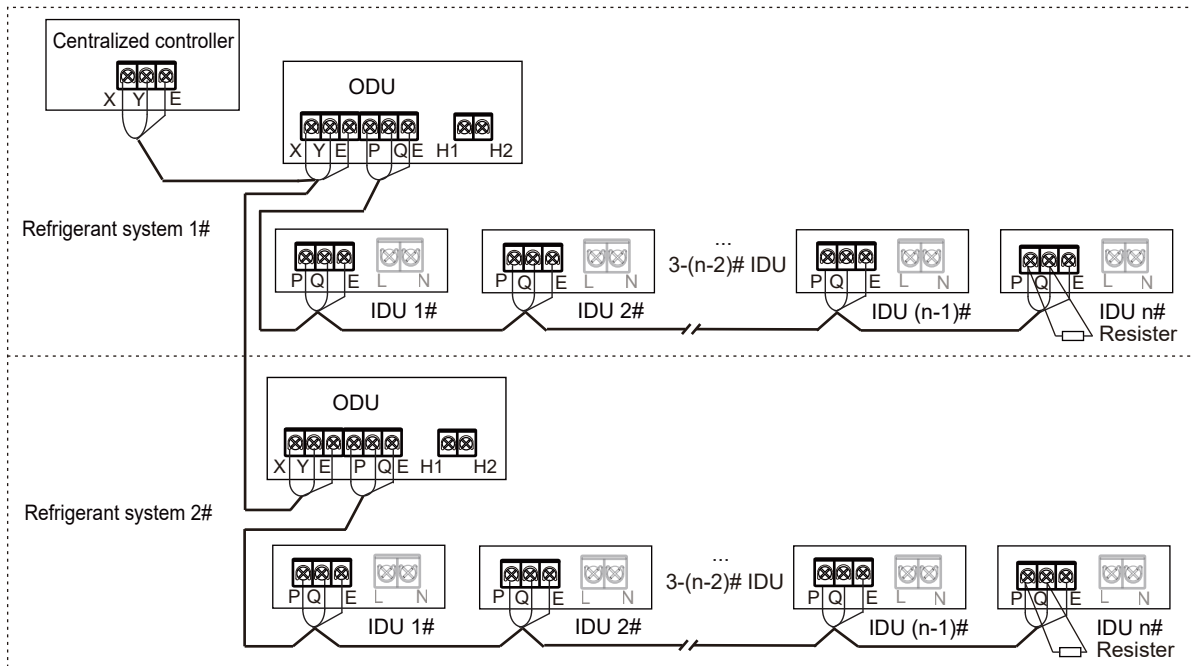 Centralized controller
X Y E
ODU
X Y E P Q E H1 H2
Refrigerant system 1#
P Q E L N
IDU 1#
P Q E L N
IDU 2#
...
3-(n-2)# IDU
P Q E L N
IDU (n-1)#
P Q E L N
IDU n#
Resister
ODU
X Y E P Q E H1 H2
Refrigerant system 2#
P Q E L N
IDU 1#
P Q E L N
IDU 2#
...
3-(n-2)# IDU
P Q E L N
IDU (n-1)#
P Q E L N
IDU n#
Resister